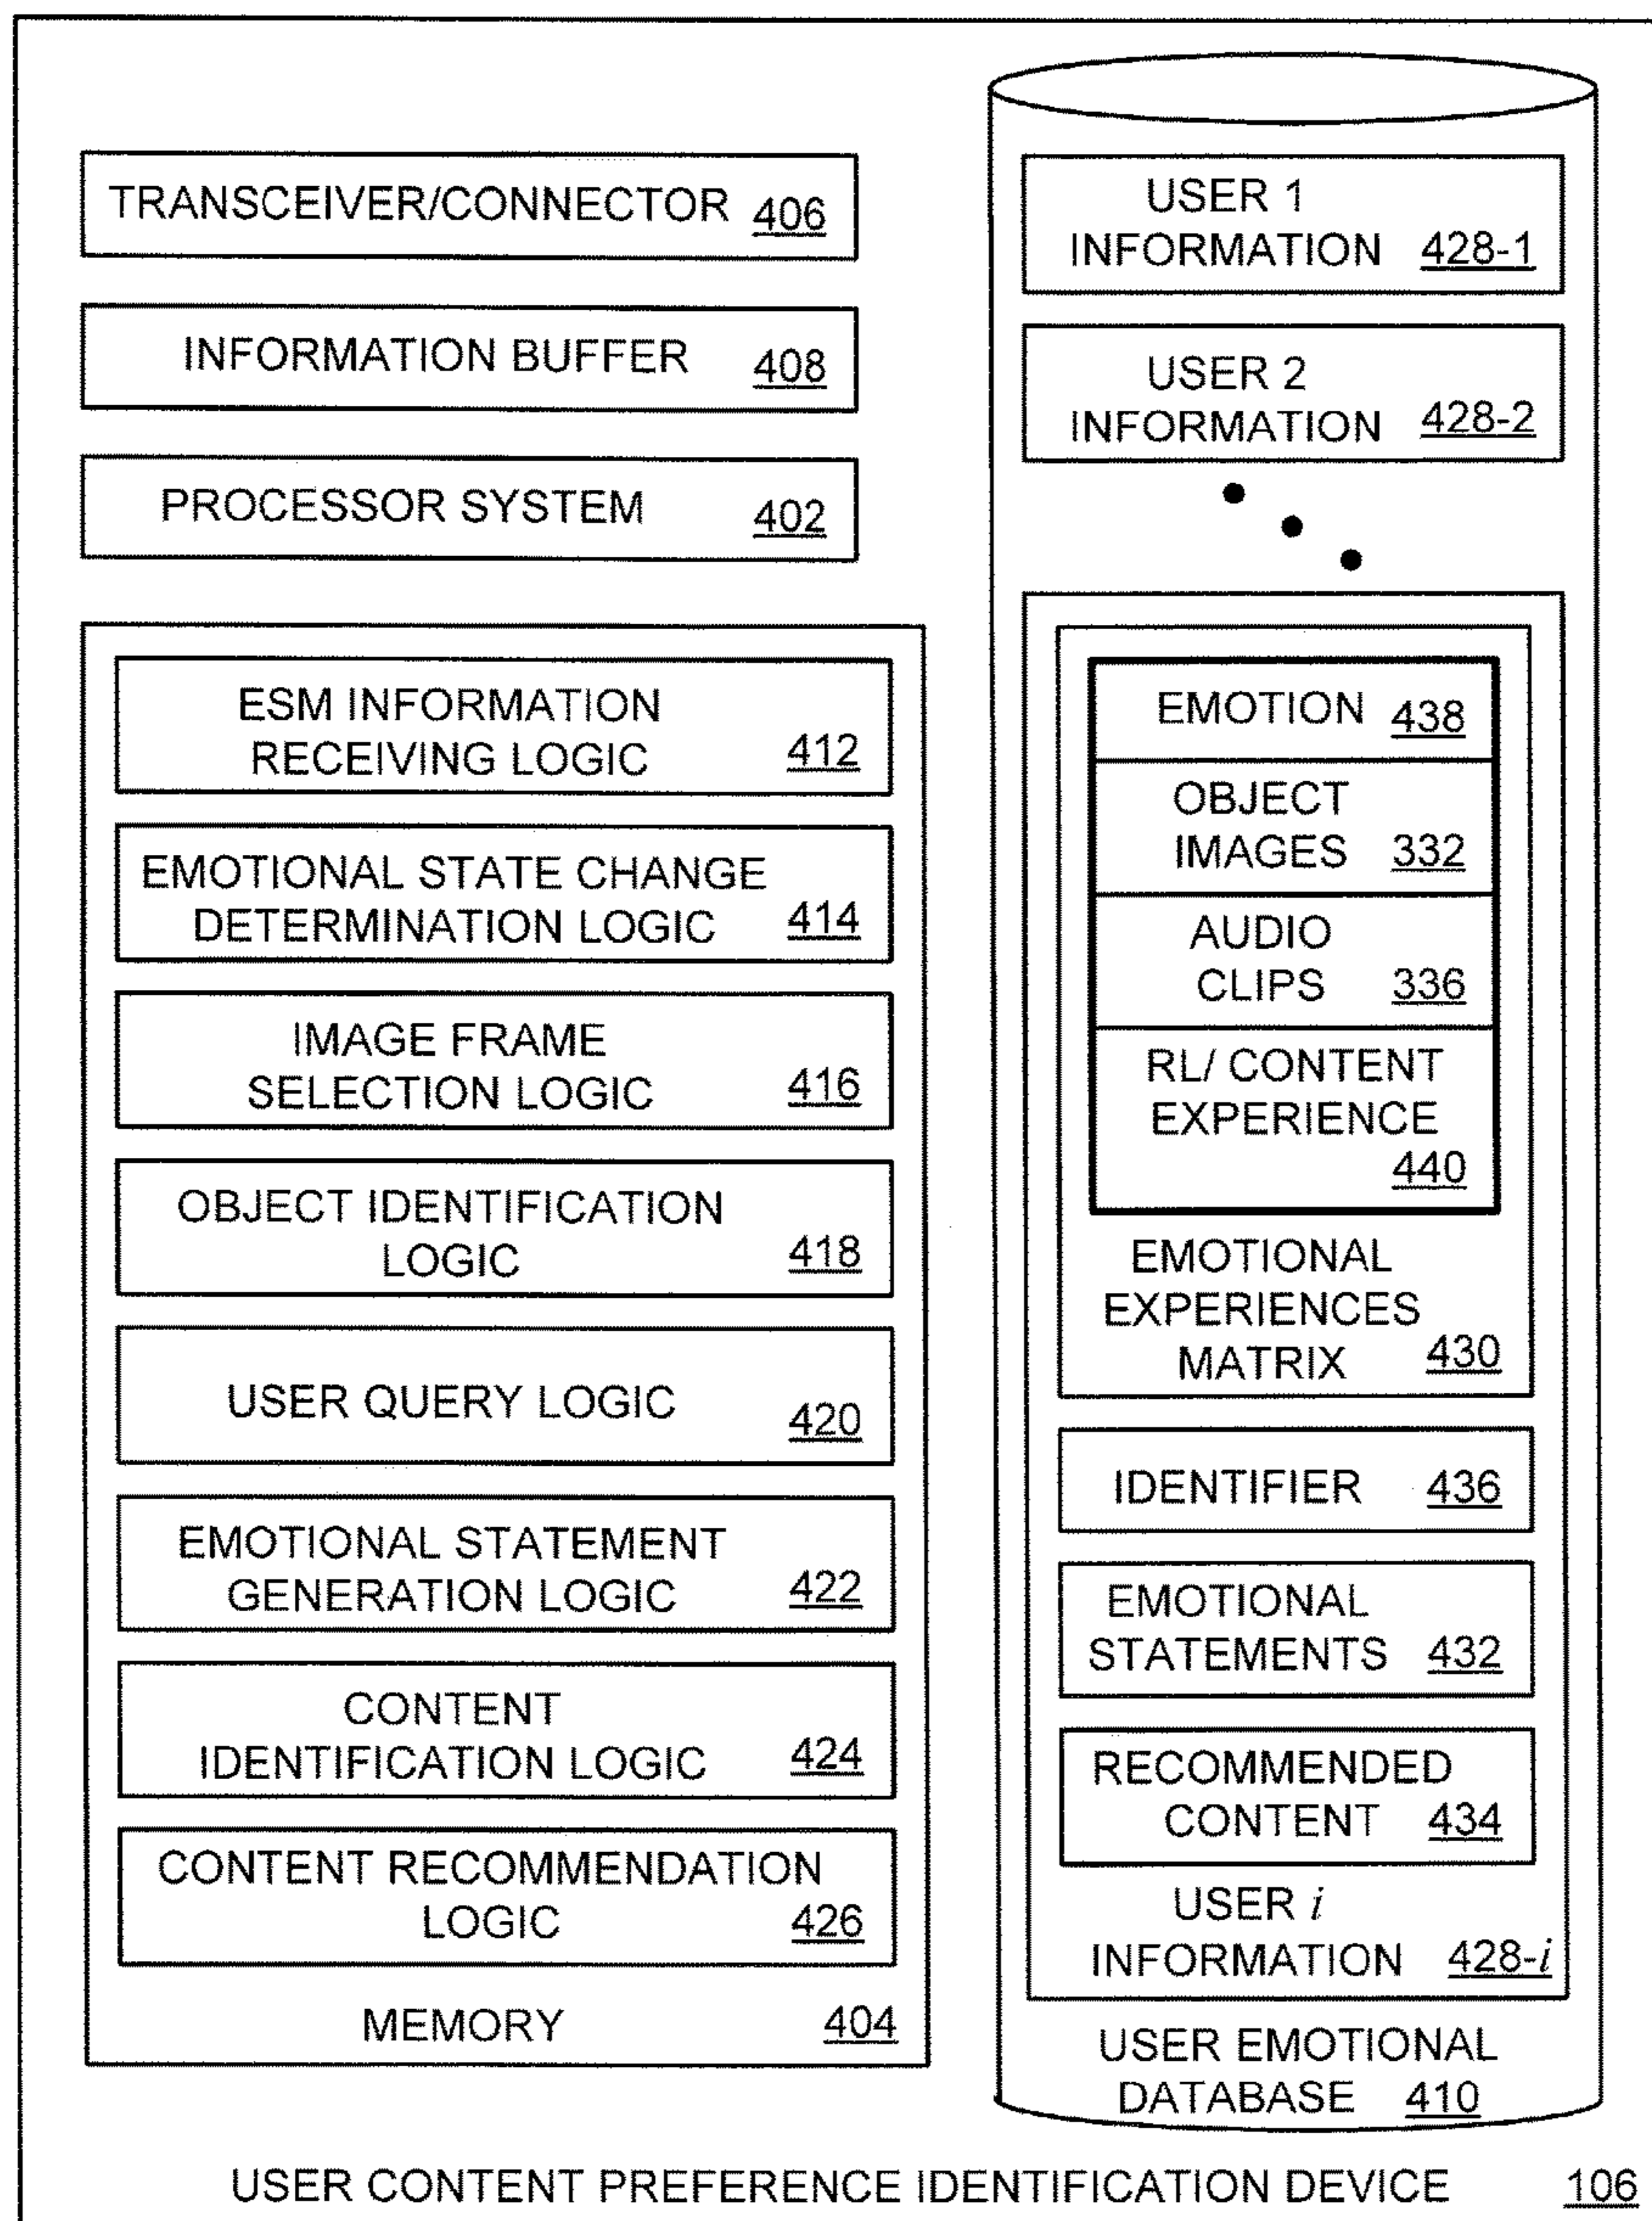 TRANSCEIVER/CONNECTOR 406
INFORMATION BUFFER 408
PROCESSOR SYSTEM 402
ESM INFORMATION
RECEIVING LOGIC 412
EMOTIONAL STATE CHANGE
DETERMINATION LOGIC 414
IMAGE FRAME
SELECTION LOGIC 416
OBJECT IDENTIFICATION
LOGIC 418
USER QUERY LOGIC 420
EMOTIONAL STATEMENT
GENERATION LOGIC 422
CONTENT
IDENTIFICATION LOGIC 424
CONTENT RECOMMENDATION
LOGIC 426
MEMORY 404
USER 1
INFORMATION 428-1
USER 2
INFORMATION 428-2
EMOTION 438
OBJECT
IMAGES 332
AUDIO
CLIPS 336
RL/ CONTENT
EXPERIENCE
440
EMOTIONAL
EXPERIENCES
MATRIX 430
IDENTIFIER 436
EMOTIONAL
STATEMENTS 432
RECOMMENDED
CONTENT 434
USER i
INFORMATION 428-i
USER EMOTIONAL
DATABASE 410
USER CONTENT PREFERENCE IDENTIFICATION DEVICE 106